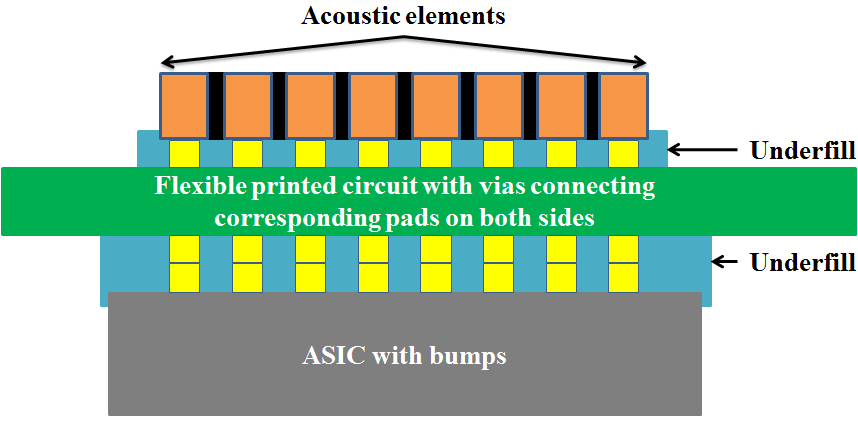 Acoustic elements
Underfill
Flexible printed circuit with vias connecting
corresponding pads on both sides
Underfill
ASIC with bumps